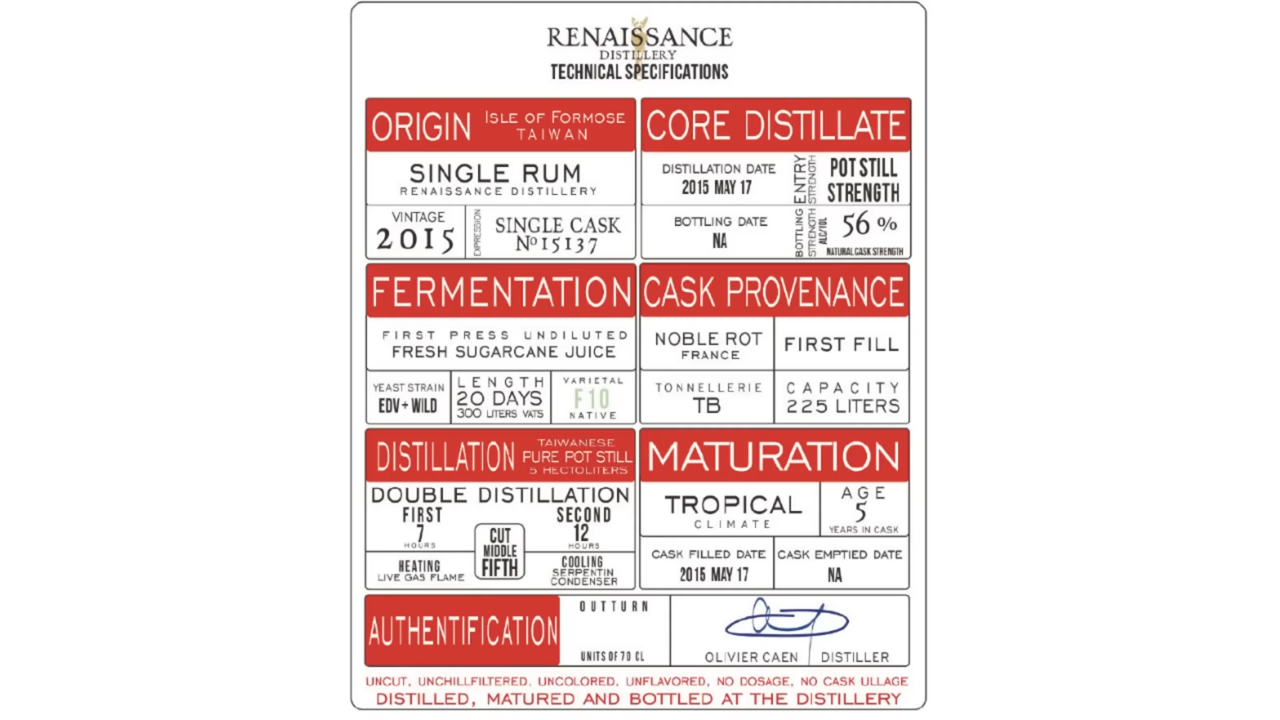 RENAISSANCE
DISTILLERY
TECHNICAL SPECIFICATIONS
ORIGIN
ISLE OF FORMOSE
TAIWAN
SINGLE RUM
RENAISSANCE DISTILLERY
VINTAGE
2015
EXPRESSION
SINGLE CASK
Nº 15137
CORE DISTILLATE
DISTILLATION DATE
2015 MAY 17
ENTRY
STRENGTH
POT STILL
STRENGTH
BOTTLING DATE
NA
BOTTLING
STRENGTH
ALC/VOL
56 %
NATURAL CASK STRENGTH
FERMENTATION
FIRST PRESS UNDILUTED
FRESH SUGARCANE JUICE
YEAST STRAIN
EDV + WILD
LENGTH
20 DAYS
300 LITERS VATS
VARIETAL
F10
NATIVE
CASK PROVENANCE
NOBLE ROT
FRANCE
FIRST FILL
TONNELLERIE
TB
CAPACITY
225 LITERS
DISTILLATION
TAIWANESE
PURE POT STILL
5 HECTOLITERS
DOUBLE DISTILLATION
FIRST
7
HOURS
CUT
MIDDLE
FIFTH
SECOND
12
HOURS
HEATING
LIVE GAS FLAME
COOLING
SERPENTIN
CONDENSER
MATURATION
TROPICAL
CLIMATE
AGE
5
YEARS IN CASK
CASK FILLED DATE
2015 MAY 17
CASK EMPTIED DATE
NA
AUTHENTIFICATION
OUTTURN
UNITS OF 70 CL
OLIVIER CAEN
DISTILLER
UNCUT, UNCHILLFILTERED, UNCOLORED, UNFLAVORED, NO DOSAGE, NO CASK ULLAGE
DISTILLED, MATURED AND BOTTLED AT THE DISTILLERY